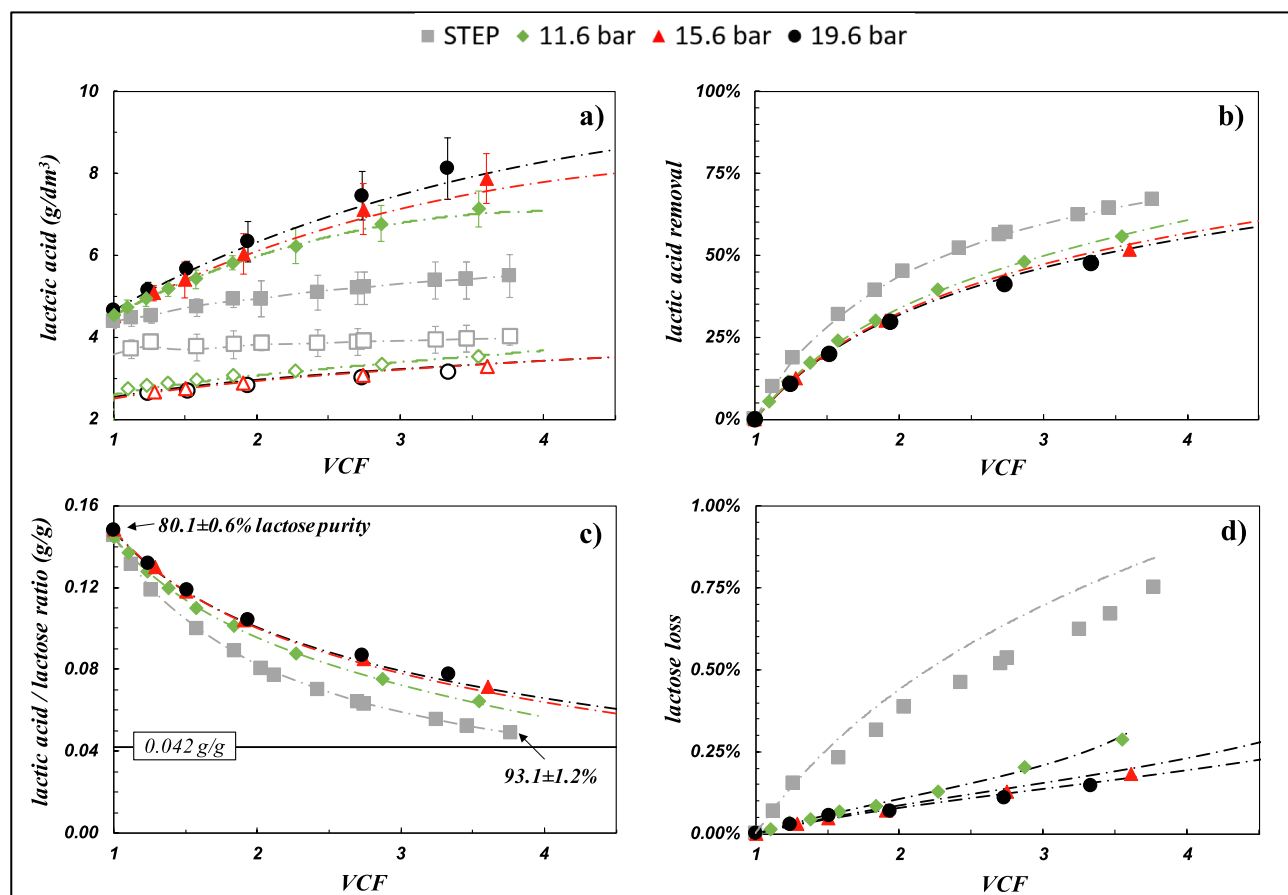 STEP 11.6 bar 15.6 bar 19.6 bar
a)
lactcic acid (g/dm³)
10
8
6
4
2
1 2 3 4
VCF
b)
lactic acid removal
100%
75%
50%
25%
0%
1 2 3 4
VCF
c)
lactic acid / lactose ratio (g/g)
0.16
0.12
0.08
0.04
0.00
80.1±0.6% lactose purity
0.042 g/g
93.1±1.2%
1 2 3 4
VCF
d)
lactose loss
1.00%
0.75%
0.50%
0.25%
0.00%
1 2 3 4
VCF